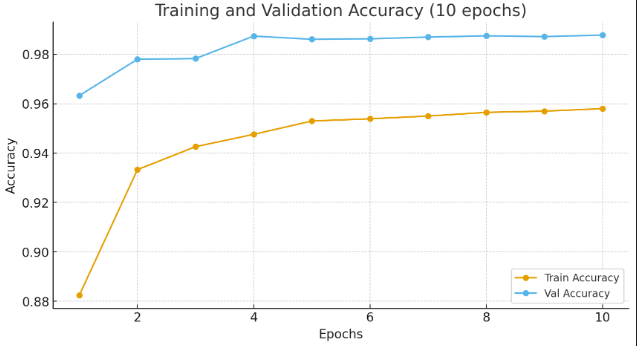 Training and Validation Accuracy (10 epochs)
0.98
0.96
0.94
0.92
0.90
0.88
Accuracy
2 4 6 8 10
Epochs
Train Accuracy
Val Accuracy